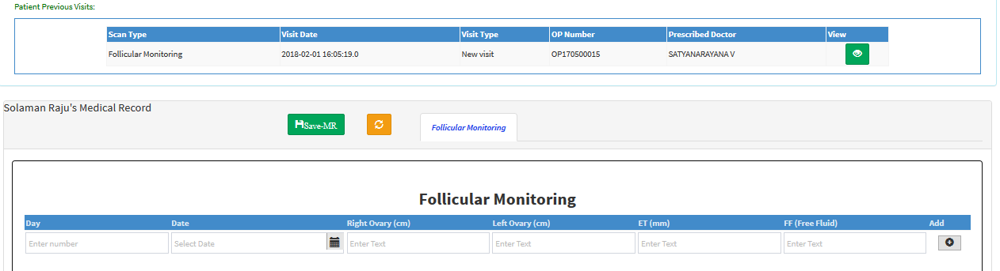 Patient Previous Visits:
Scan Type Visit Date Visit Type OP Number Prescribed Doctor View
Follicular Monitoring 2018-02-01 16:05:19.0 New visit OP170500015 SATYANARAYANA V
Solaman Raju's Medical Record
Save-MR Follicular Monitoring
Follicular Monitoring
Day Date Right Ovary (cm) Left Ovary (cm) ET (mm) FF (Free Fluid) Add
Enter number Select Date Enter Text Enter Text Enter Text Enter Text